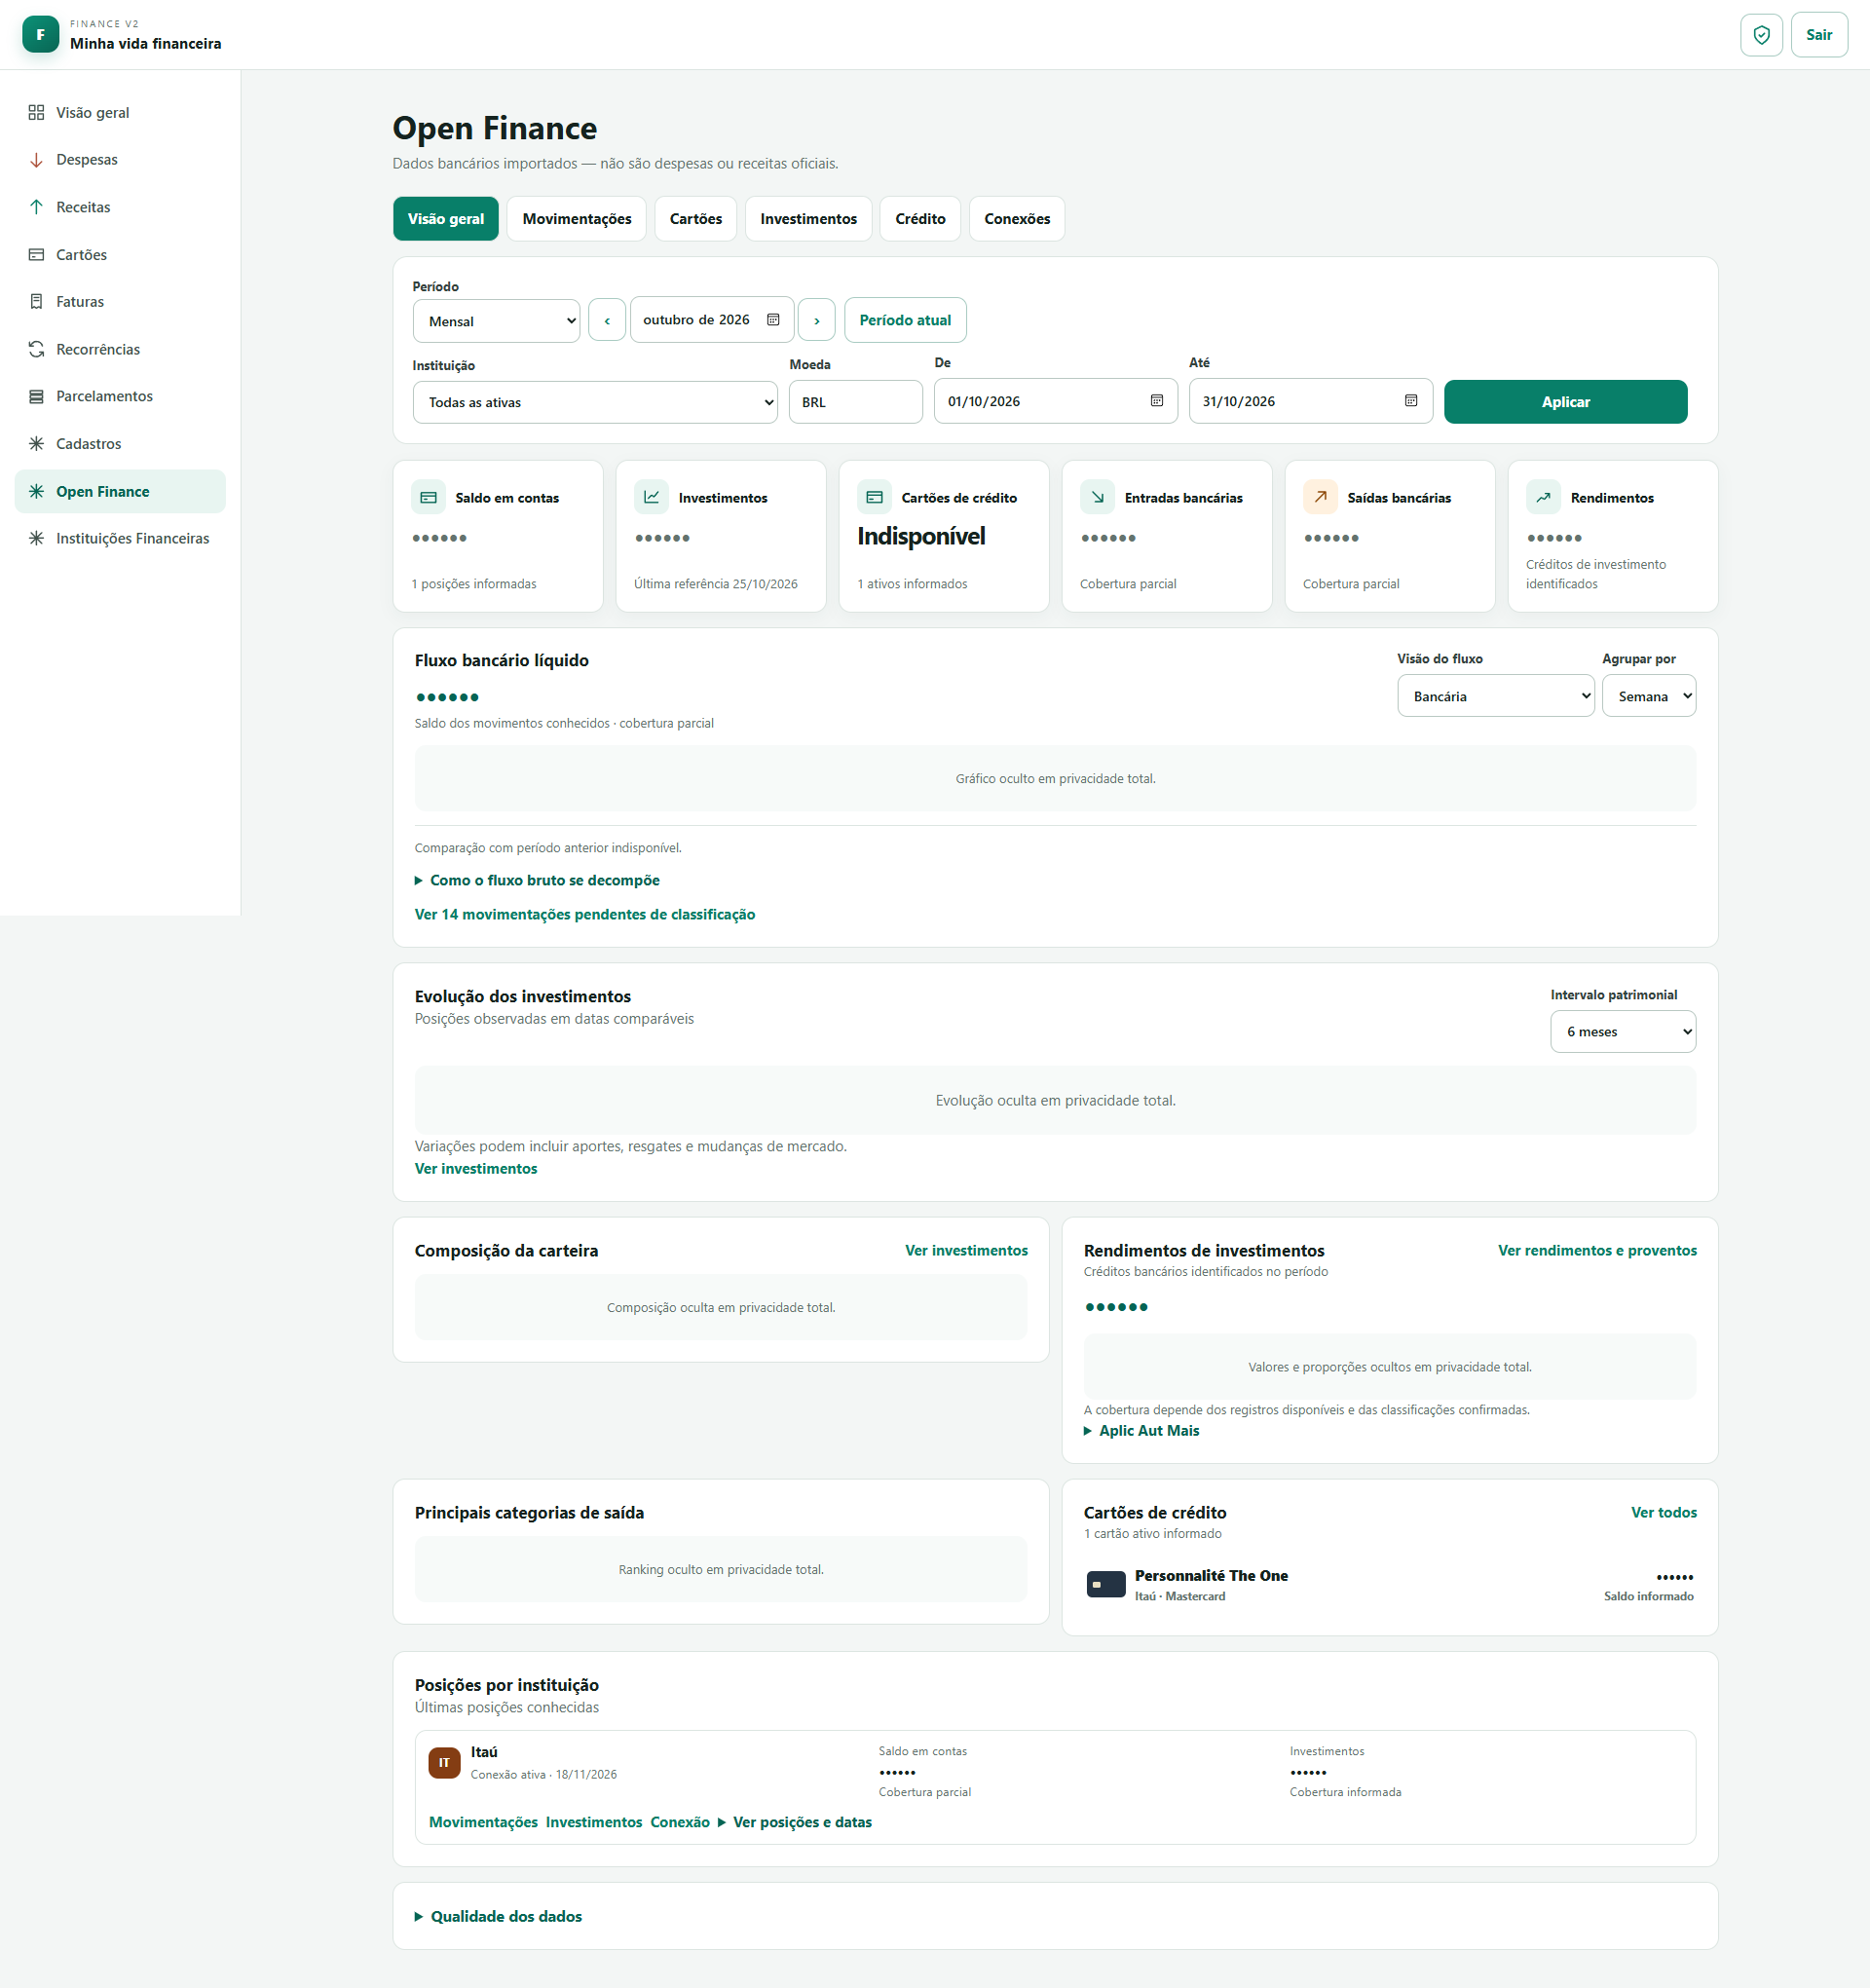 F
FINANCE V2
Minha vida financeira
Sair
Visão geral
Despesas
Receitas
Cartões
Faturas
Recorrências
Parcelamentos
Cadastros
Open Finance
Instituições Financeiras
Open Finance
Dados bancários importados — não são despesas ou receitas oficiais.
Visão geral Movimentações Cartões Investimentos Crédito Conexões
Período
Mensal ‹ outubro de 2026 › Período atual
Instituição Moeda De Até
Todas as ativas BRL 01/10/2026 31/10/2026 Aplicar
Saldo em contas
••••••
1 posições informadas
Investimentos
••••••
Última referência 25/10/2026
Cartões de crédito
Indisponível
1 ativos informados
Entradas bancárias
••••••
Cobertura parcial
Saídas bancárias
••••••
Cobertura parcial
Rendimentos
••••••
Créditos de investimento
identificados
Fluxo bancário líquido
••••••
Saldo dos movimentos conhecidos · cobertura parcial
Visão do fluxo Agrupar por
Bancária Semana
Gráfico oculto em privacidade total.
Comparação com período anterior indisponível.
▶ Como o fluxo bruto se decompõe
Ver 14 movimentações pendentes de classificação
Evolução dos investimentos
Posições observadas em datas comparáveis
Intervalo patrimonial
6 meses
Evolução oculta em privacidade total.
Variações podem incluir aportes, resgates e mudanças de mercado.
Ver investimentos
Composição da carteira Ver investimentos
Composição oculta em privacidade total.
Rendimentos de investimentos Ver rendimentos e proventos
Créditos bancários identificados no período
••••••
Valores e proporções ocultos em privacidade total.
A cobertura depende dos registros disponíveis e das classificações confirmadas.
▶ Aplic Aut Mais
Principais categorias de saída
Ranking oculto em privacidade total.
Cartões de crédito Ver todos
1 cartão ativo informado
Personnalité The One ••••••
Itaú · Mastercard Saldo informado
Posições por instituição
Últimas posições conhecidas
IT
Itaú
Conexão ativa · 18/11/2026
Saldo em contas
••••••
Cobertura parcial
Investimentos
••••••
Cobertura informada
Movimentações Investimentos Conexão ▶ Ver posições e datas
▶ Qualidade dos dados